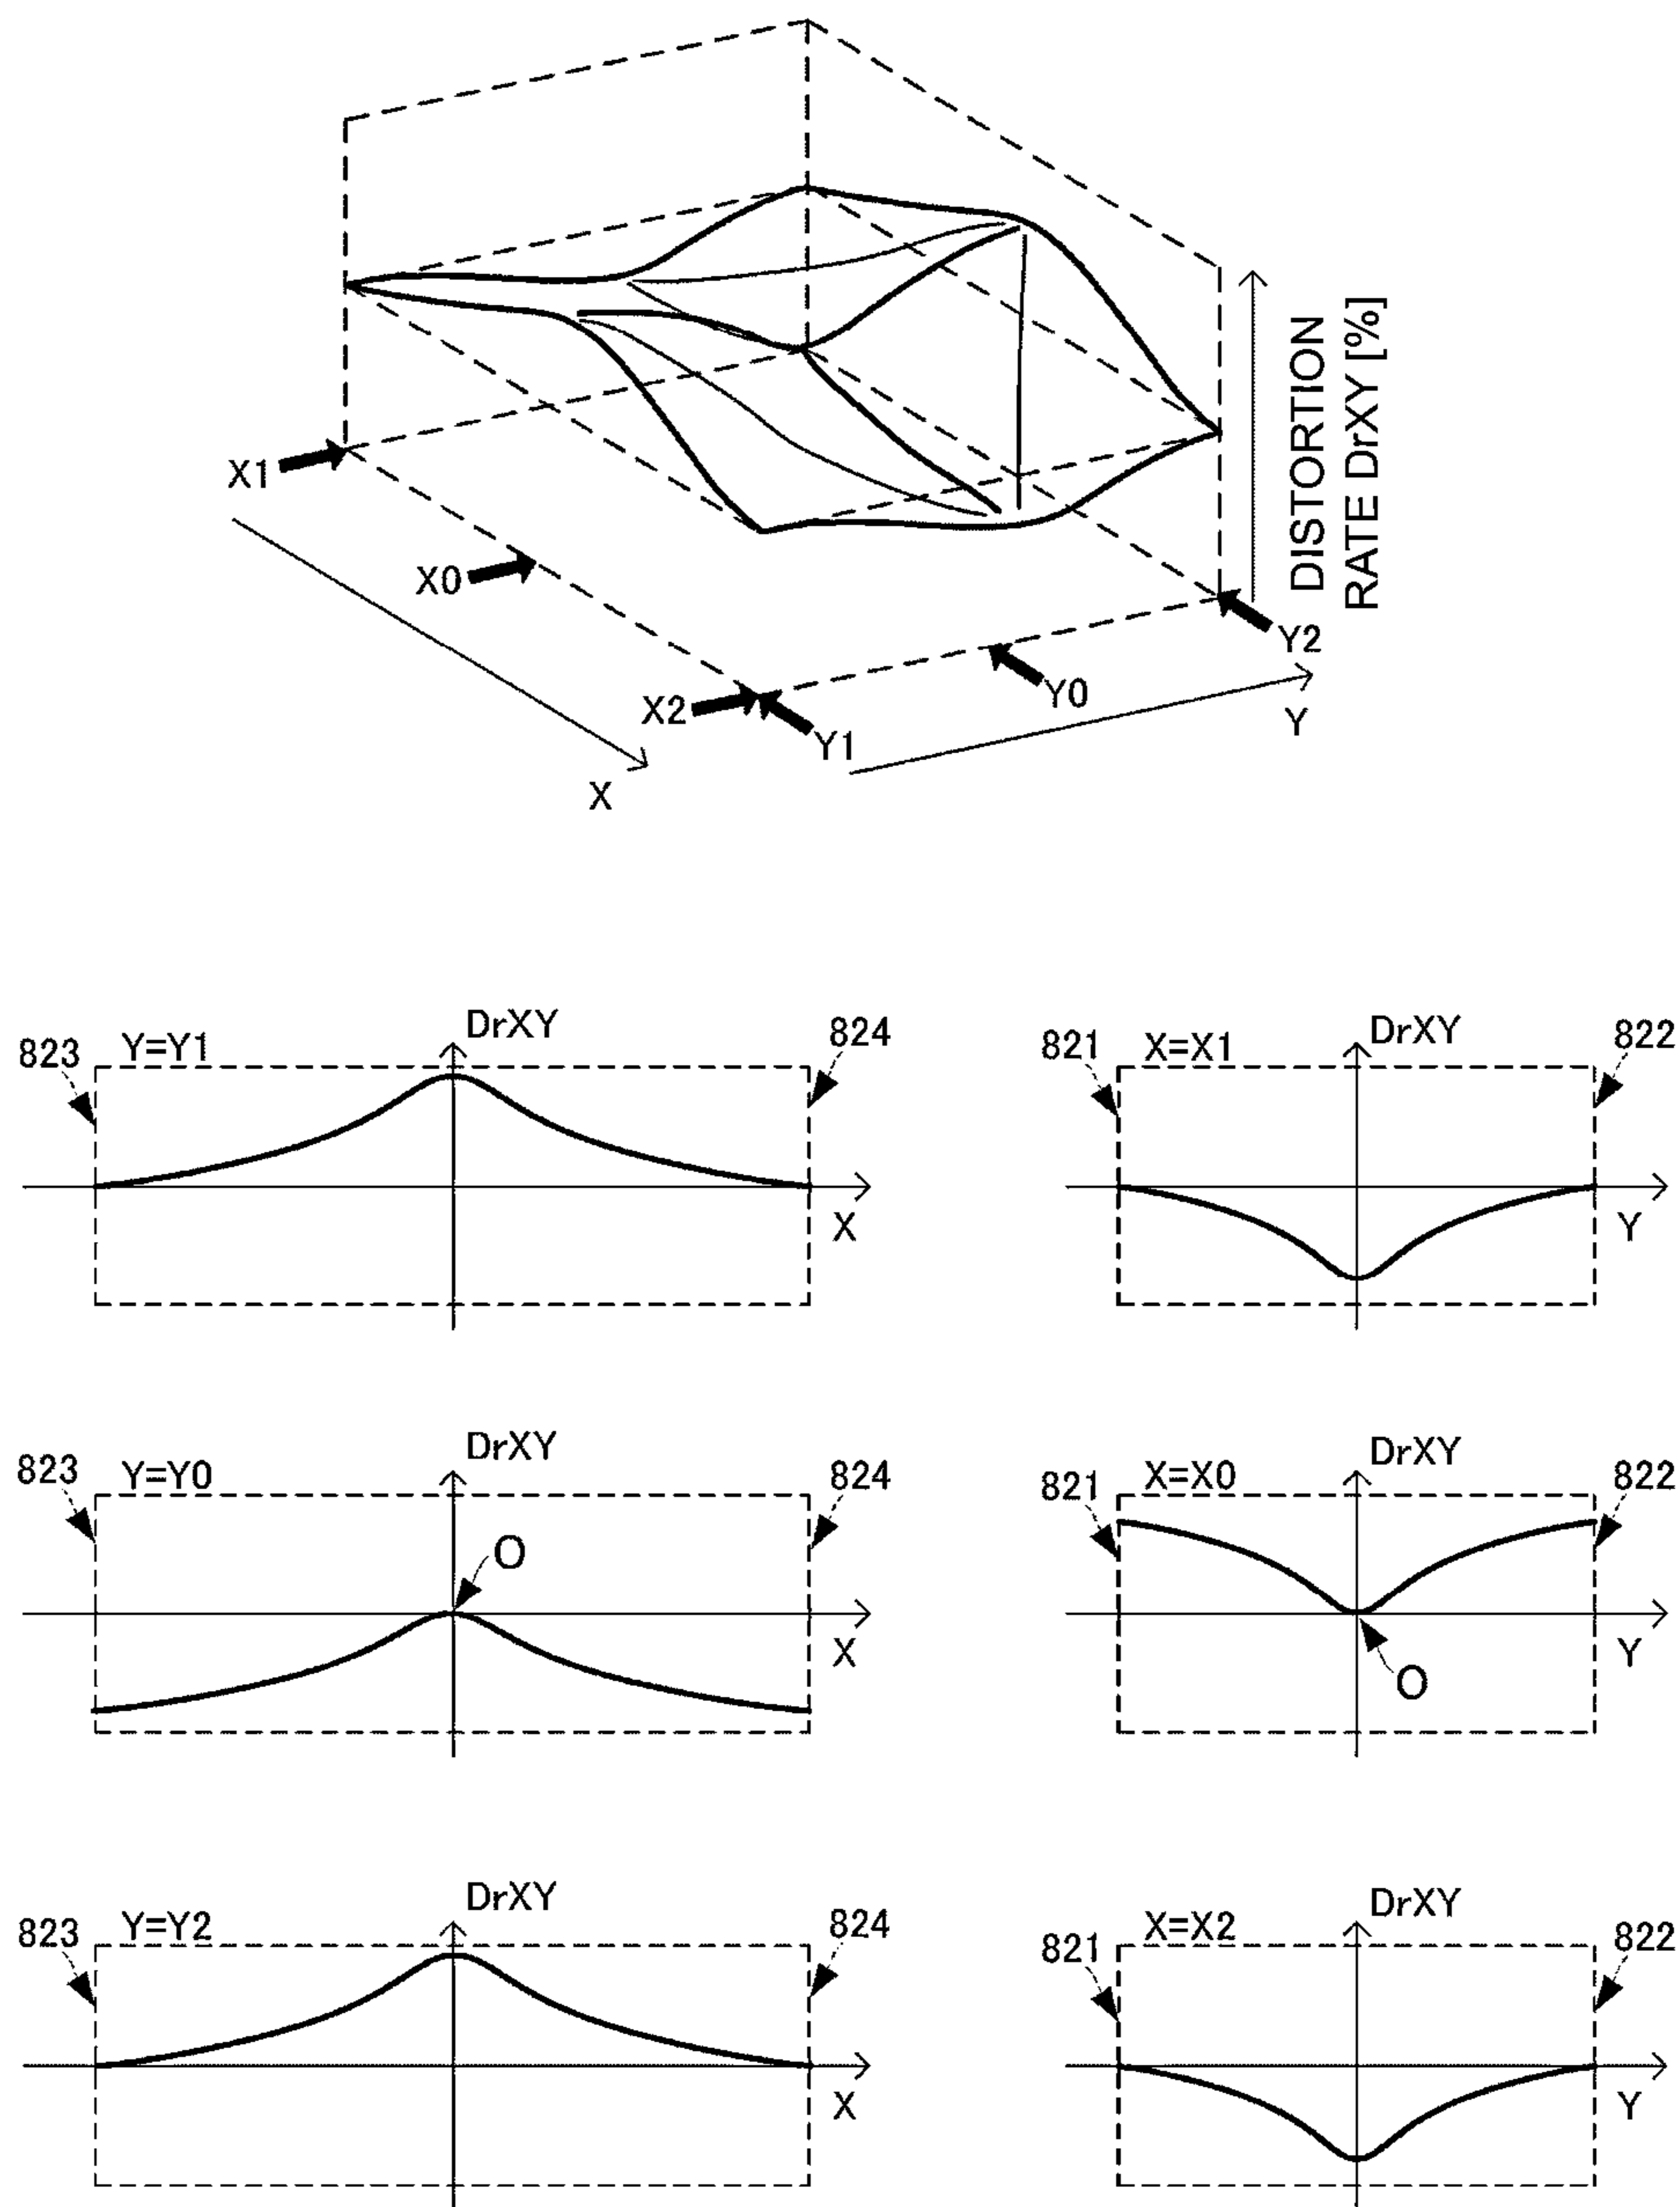 DISTORTION
RATE DrXY [%]
X1
X0
X2
Y1
Y0
Y2
X
Y
823
Y=Y1
DrXY
824
X
821
X=X1
DrXY
822
Y
823
Y=Y0
DrXY
824
O
X
821
X=X0
DrXY
822
O
Y
823
Y=Y2
DrXY
824
X
821
X=X2
DrXY
822
Y